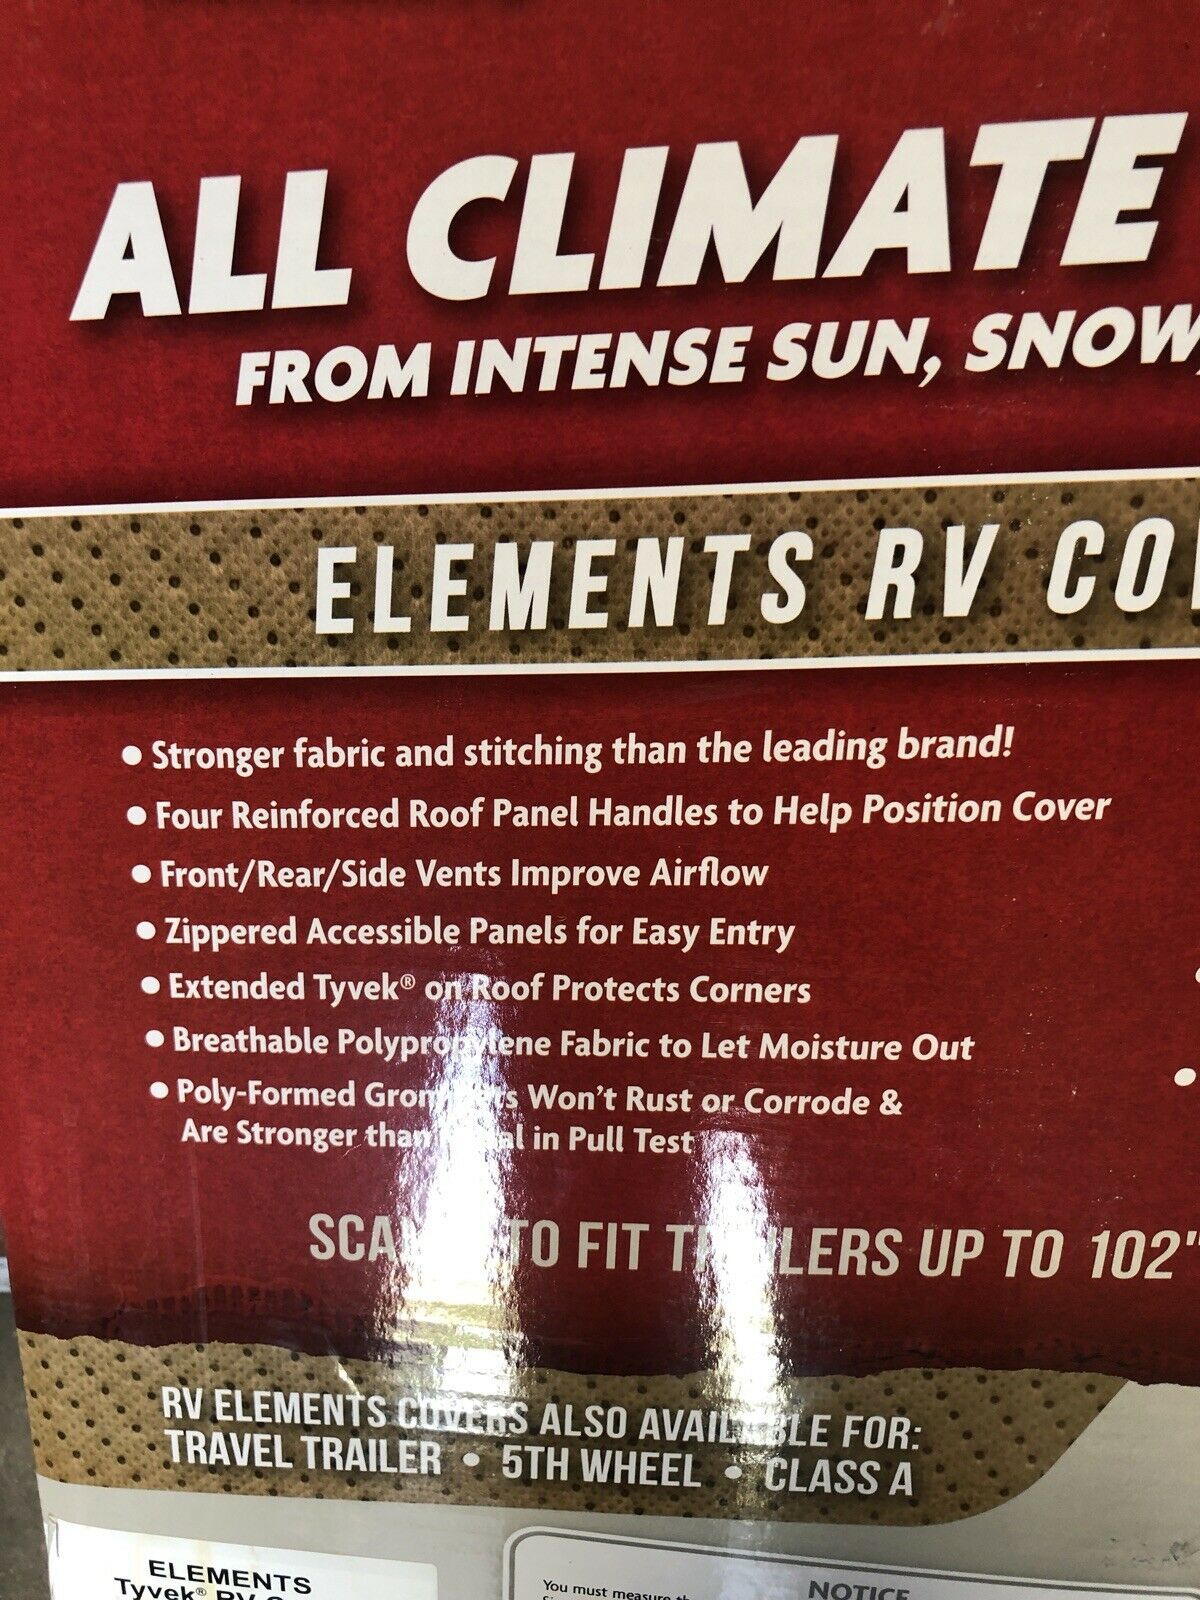 ALL CLIMATE
FROM INTENSE SUN, SNOW,
ELEMENTS RV
• Stronger fabric and stitching than the leading brand!
• Four Reinforced Roof Panel Handles to Help Position Cover
• Front/Rear/Side Vents Improve Airflow
• Zippered Accessible Panels for Easy Entry
• Extended Tyvek® on Roof Protects Corners
• Breathable Polypropylene Fabric to Let Moisture Out
• Poly-Formed Grommets Won't Rust or Corrode &
Are Stronger than in Pull Test
TO FIT TRAILERS UP TO 102"
RV ELEMENTS COVERS ALSO AVAILABLE FOR:
TRAVEL TRAILER • 5TH WHEEL • CLASS A
ELEMENTS
Tyvek® RV
NOTICE
You must measure